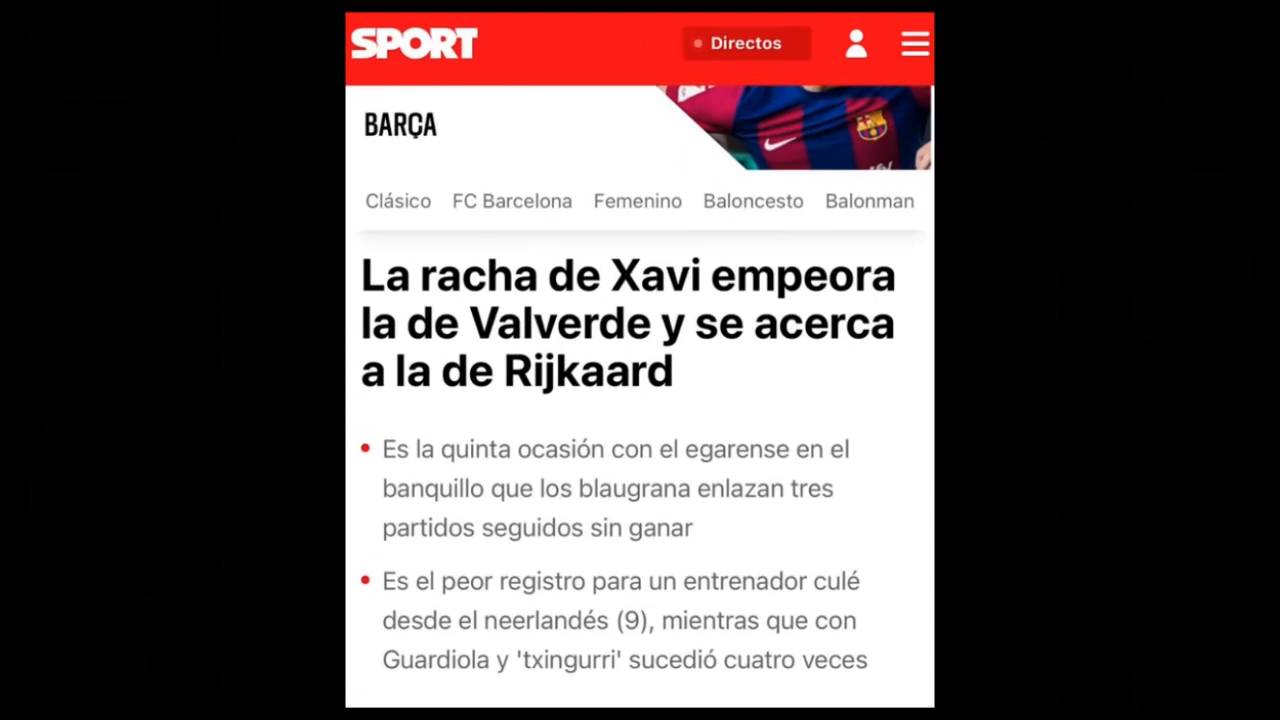 SPORT
Directos
BARÇA
Clásico FC Barcelona Femenino Baloncesto Balonman
La racha de Xavi empeora
la de Valverde y se acerca
a la de Rijkaard
Es la quinta ocasión con el egarense en el
banquillo que los blaugrana enlazan tres
partidos seguidos sin ganar
Es el peor registro para un entrenador culé
desde el neerlandés (9), mientras que con
Guardiola y 'txingurri' sucedió cuatro veces